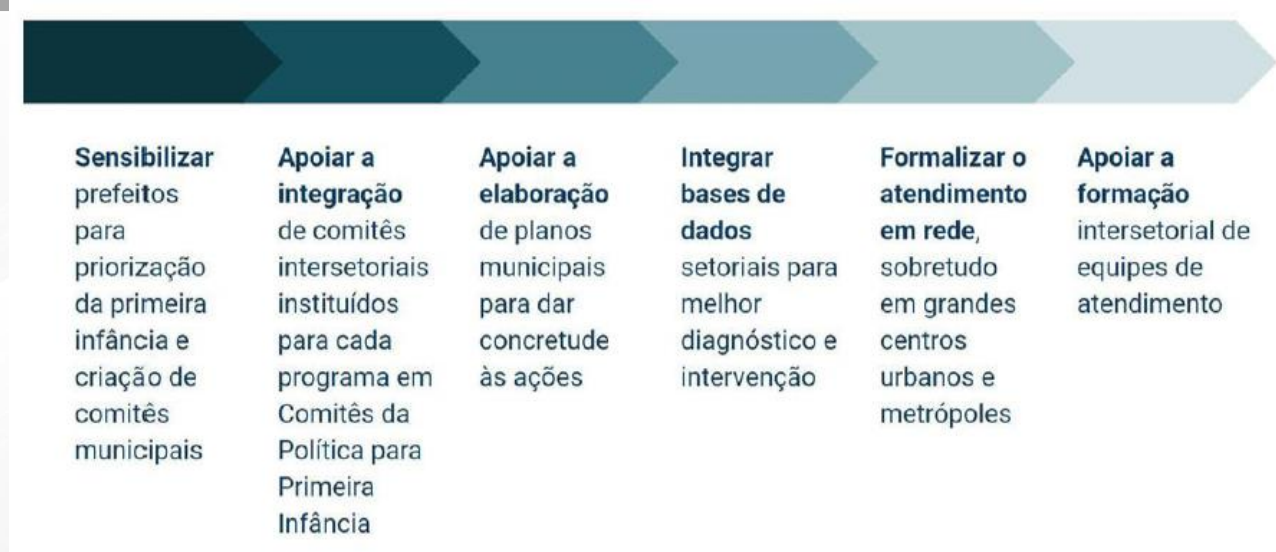 Sensibilizar
prefeitos
para
priorização
da primeira
infância e
criação de
comitês
municipais
Apoiar a
integração
de comitês
intersetoriais
instituídos
para cada
programa em
Comitês da
Política para
Primeira
Infância
Apoiar a
elaboração
de planos
municipais
para dar
concretude
às ações
Integrar
bases de
dados
setoriais para
melhor
diagnóstico e
intervenção
Formalizar o
atendimento
em rede,
sobretudo
em grandes
centros
urbanos e
metrópoles
Apoiar a
formação
intersetorial de
equipes de
atendimento